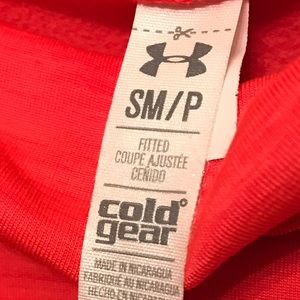 SM/P
FITTED
COUPE AJUSTÉE
CEÑIDO
cold
gear
MADE IN NICARAGUA
FABRIQUÉ AU NICARAGUA
HECHO EN NICARAGUA